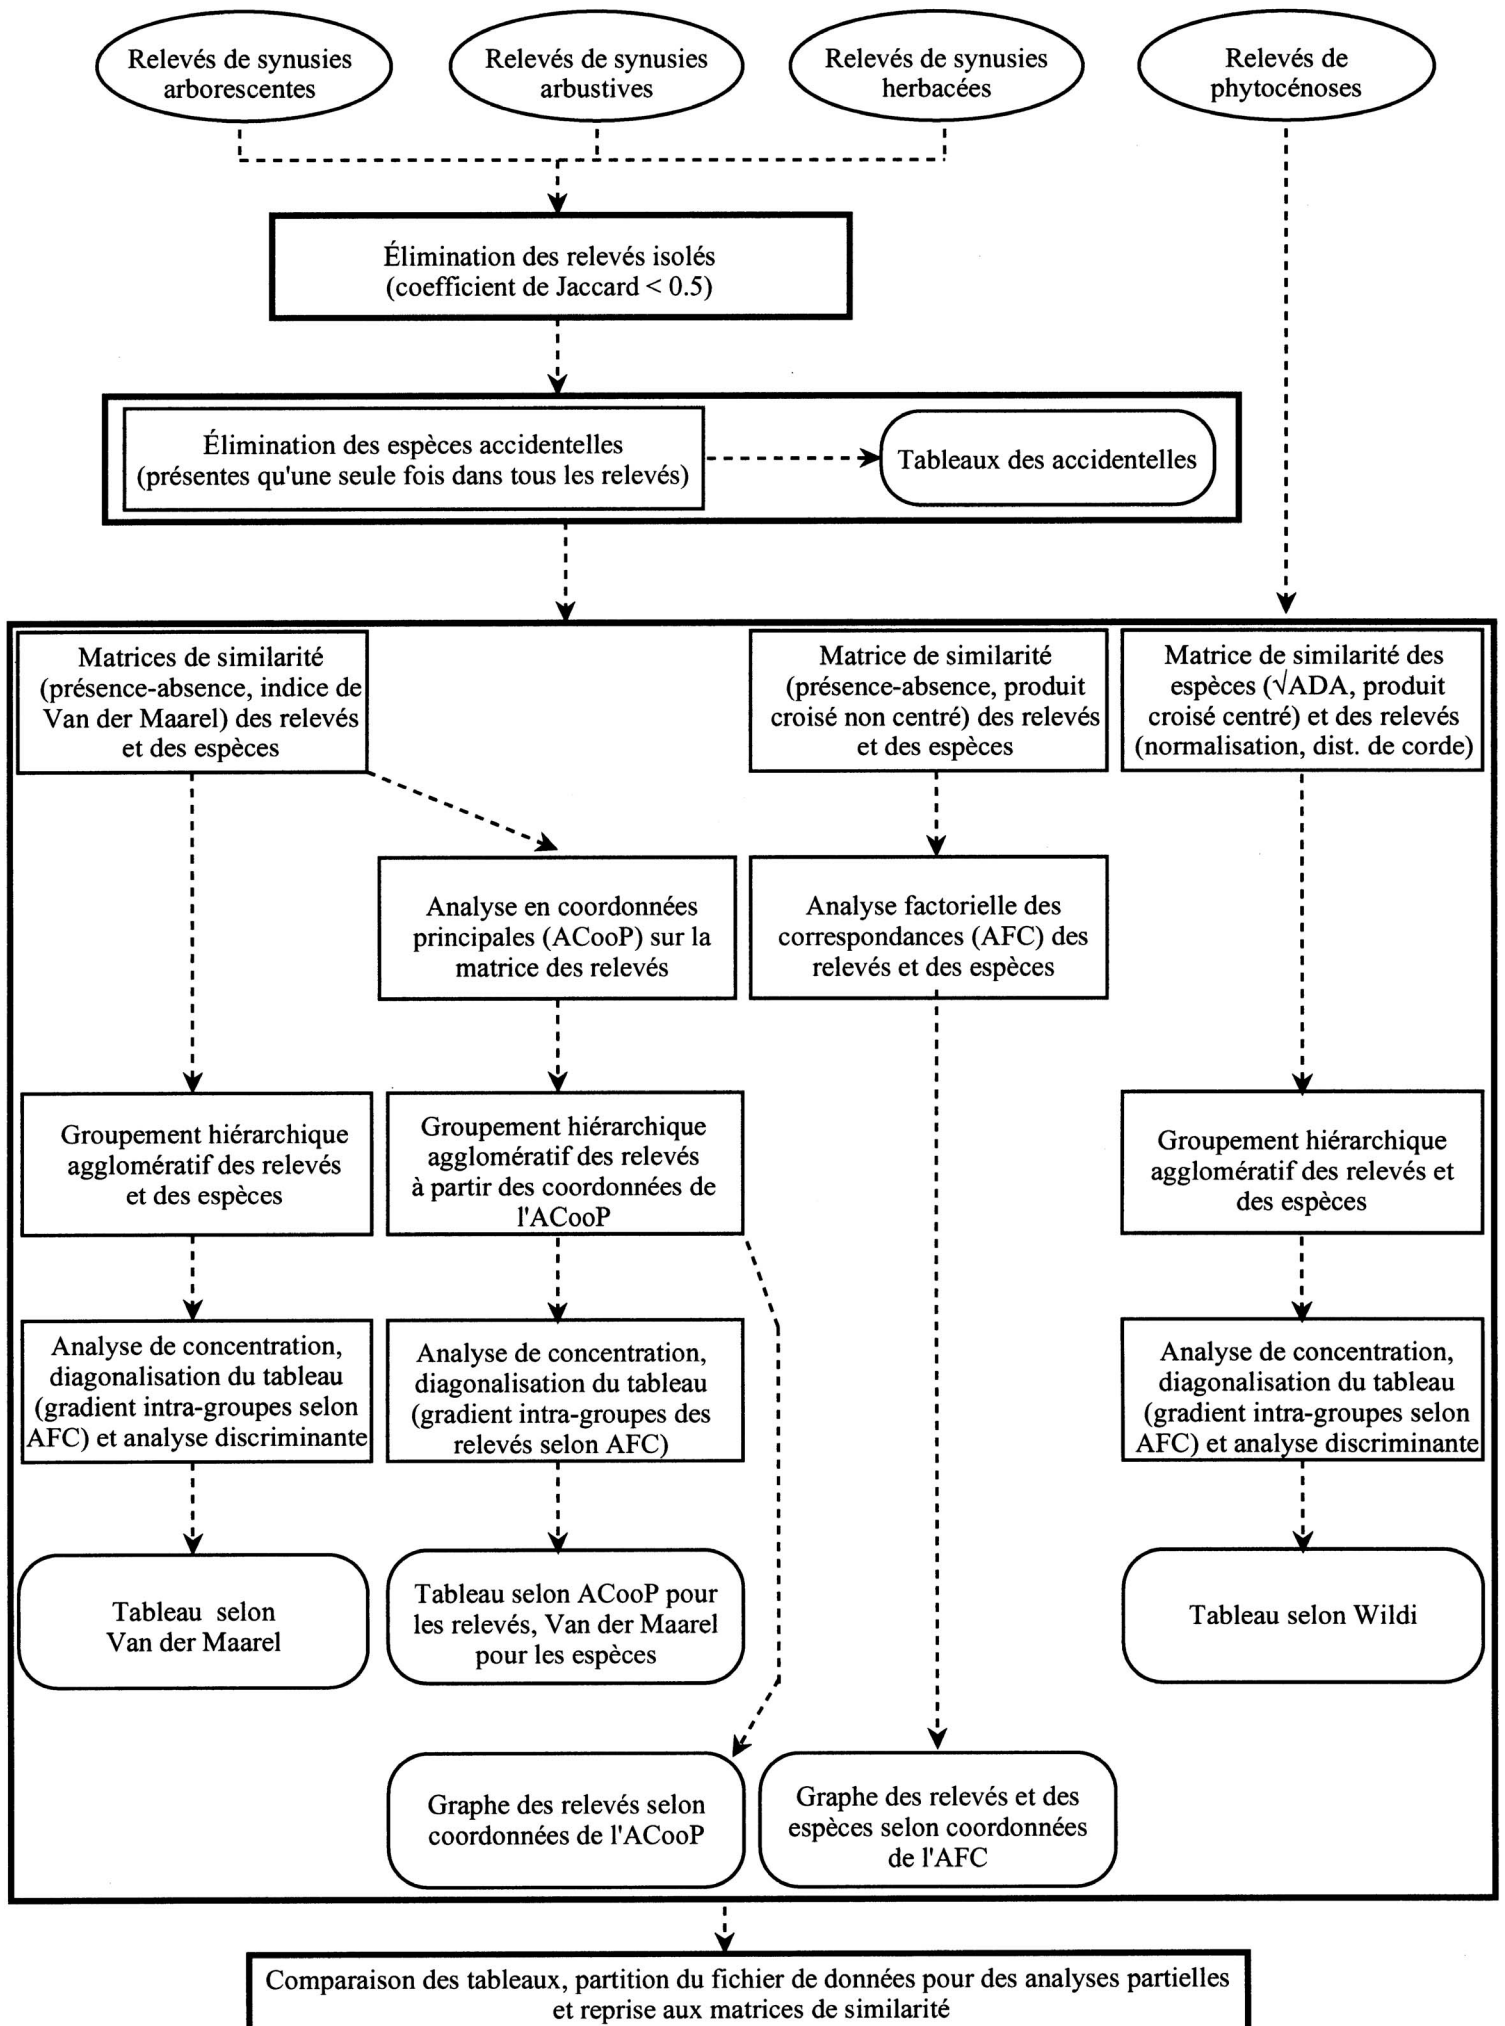 Relevés de synusies
arborescentes
Relevés de synusies
arbustives
Relevés de synusies
herbacées
Relevés de
phytocénoses
Élimination des relevés isolés
(coefficient de Jaccard < 0.5)
Élimination des espèces accidentelles
(présentes qu'une seule fois dans tous les relevés)
Tableaux des accidentelles
Matrices de similarité
(présence-absence, indice de
Van der Maarel) des relevés
et des espèces
Matrice de similarité
(présence-absence, produit
croisé non centré) des relevés
et des espèces
Matrice de similarité des
espèces (√ADA, produit
croisé centré) et des relevés
(normalisation, dist. de corde)
Analyse en coordonnées
principales (ACooP) sur la
matrice des relevés
Analyse factorielle des
correspondances (AFC) des
relevés et des espèces
Groupement hiérarchique
agglomératif des relevés
et des espèces
Groupement hiérarchique
agglomératif des relevés
à partir des coordonnées de
l'ACooP
Groupement hiérarchique
agglomératif des relevés et
des espèces
Analyse de concentration,
diagonalisation du tableau
(gradient intra-groupes selon
AFC) et analyse discriminante
Analyse de concentration,
diagonalisation du tableau
(gradient intra-groupes des
relevés selon AFC)
Analyse de concentration,
diagonalisation du tableau
(gradient intra-groupes selon
AFC) et analyse discriminante
Tableau selon
Van der Maarel
Tableau selon ACooP pour
les relevés, Van der Maarel
pour les espèces
Tableau selon Wildi
Graphe des relevés selon
coordonnées de l'ACooP
Graphe des relevés et des
espèces selon coordonnées
de l'AFC
Comparaison des tableaux, partition du fichier de données pour des analyses partielles
et reprise aux matrices de similarité